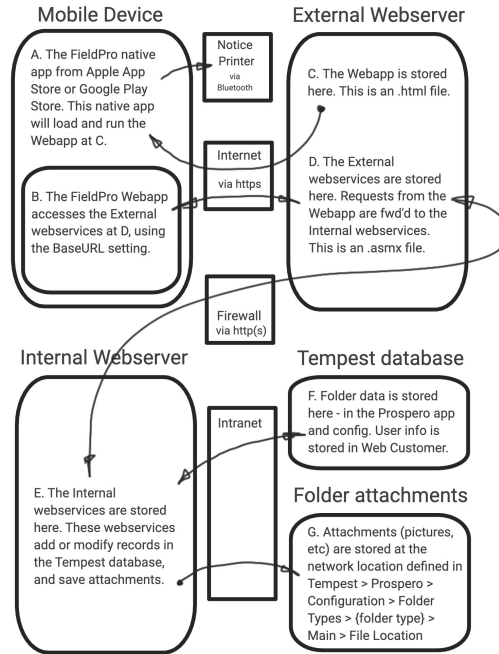 Mobile Device
A. The FieldPro native
app from Apple App
Store or Google Play
Store. This native app
will load and run the
Webapp at C.
B. The FieldPro Webapp
accesses the External
webservices at D, using
the BaseURL setting.
Notice
Printer
via
Bluetooth
Internet
via https
External Webserver
C. The Webapp is stored
here. This is an .html file.
D. The External
webservices are stored
here. Requests from the
Webapp are fwd'd to the
Internal webservices.
This is an .asmx file.
Firewall
via http(s)
Internal Webserver
E. The Internal
webservices are stored
here. These webservices
add or modify records in
the Tempest database,
and save attachments.
Intranet
Tempest database
F. Folder data is stored
here - in the Prospero app
and config. User info is
stored in Web Customer.
Folder attachments
G. Attachments (pictures,
etc) are stored at the
network location defined in
Tempest > Prospero >
Configuration > Folder
Types > {folder type} >
Main > File Location